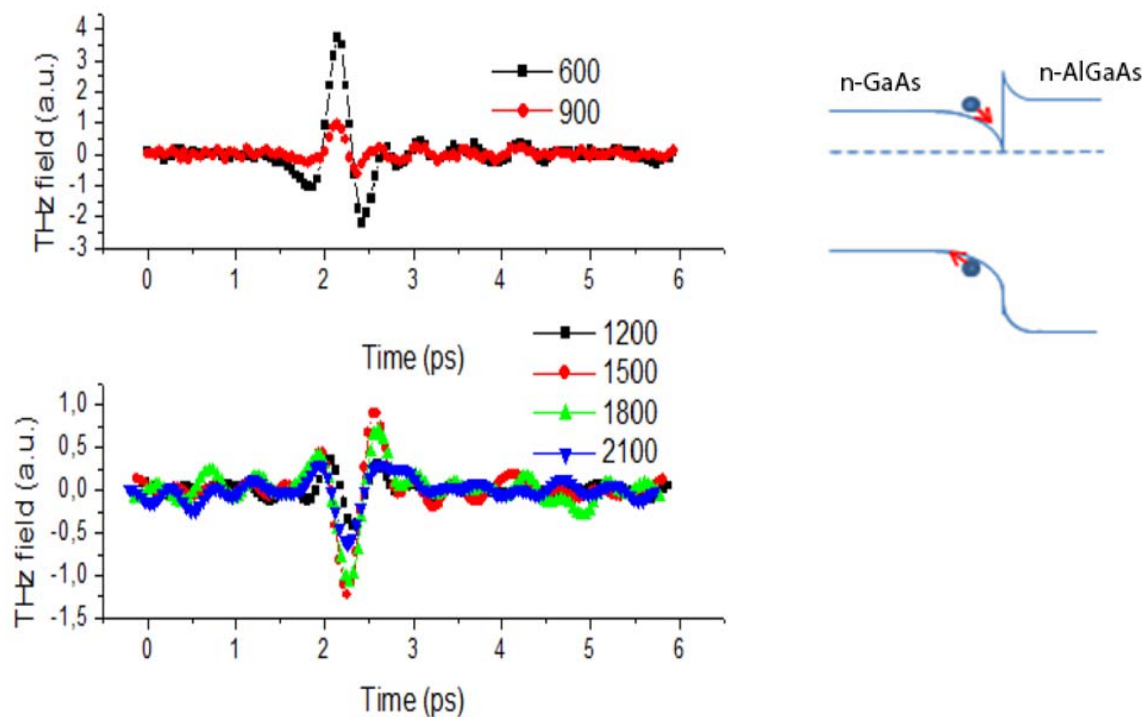 THz field (a.u.)
4
3
2
1
0
-1
-2
-3
600
900
0 1 2 3 4 5 6
Time (ps)
n-GaAs
n-AlGaAs
THz field (a.u.)
1,0
0,5
0,0
-0,5
-1,0
-1,5
1200
1500
1800
2100
0 1 2 3 4 5 6
Time (ps)